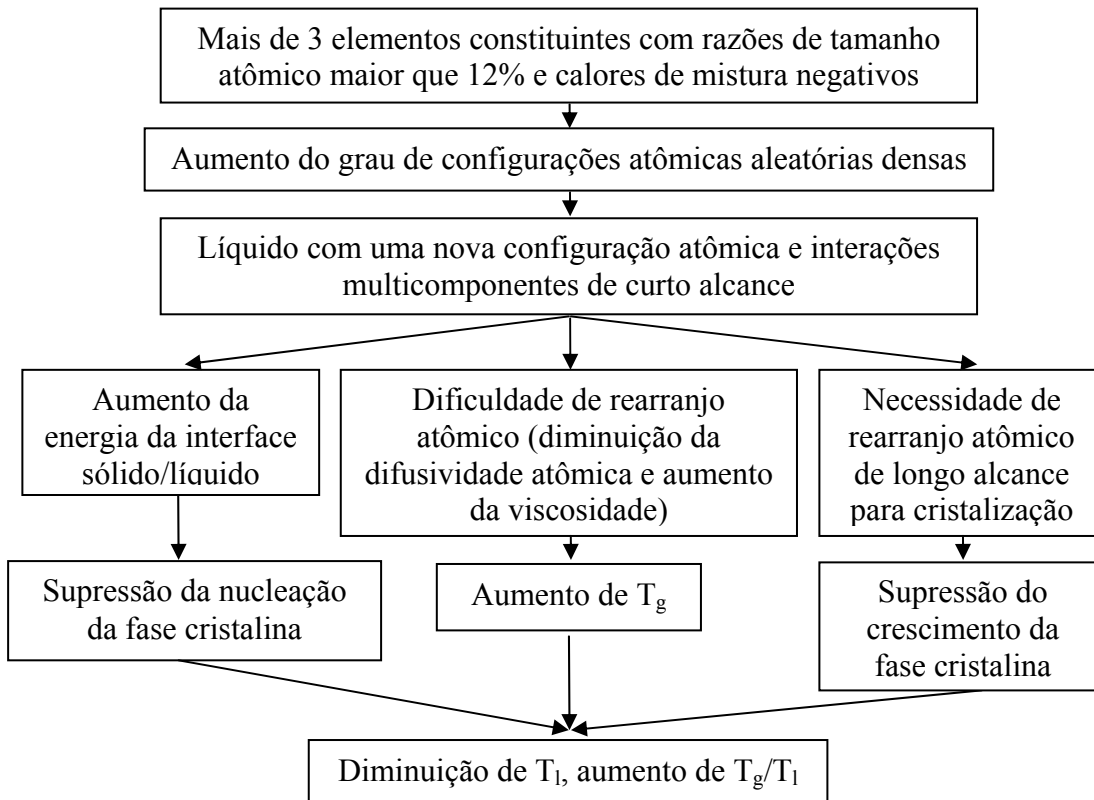 Mais de 3 elementos constituintes com razões de tamanho
atômico maior que 12% e calores de mistura negativos
Aumento do grau de configurações atômicas aleatórias densas
Líquido com uma nova configuração atômica e interações
multicomponentes de curto alcance
Aumento da
energia da interface
sólido/líquido
Dificuldade de rearranjo
atômico (diminuição da
difusividade atômica e aumento
da viscosidade)
Necessidade de
rearranjo atômico
de longo alcance
para cristalização
Supressão da nucleação
da fase cristalina
Aumento de Tg
Supressão do
crescimento da
fase cristalina
Diminuição de Tl, aumento de Tg/Tl